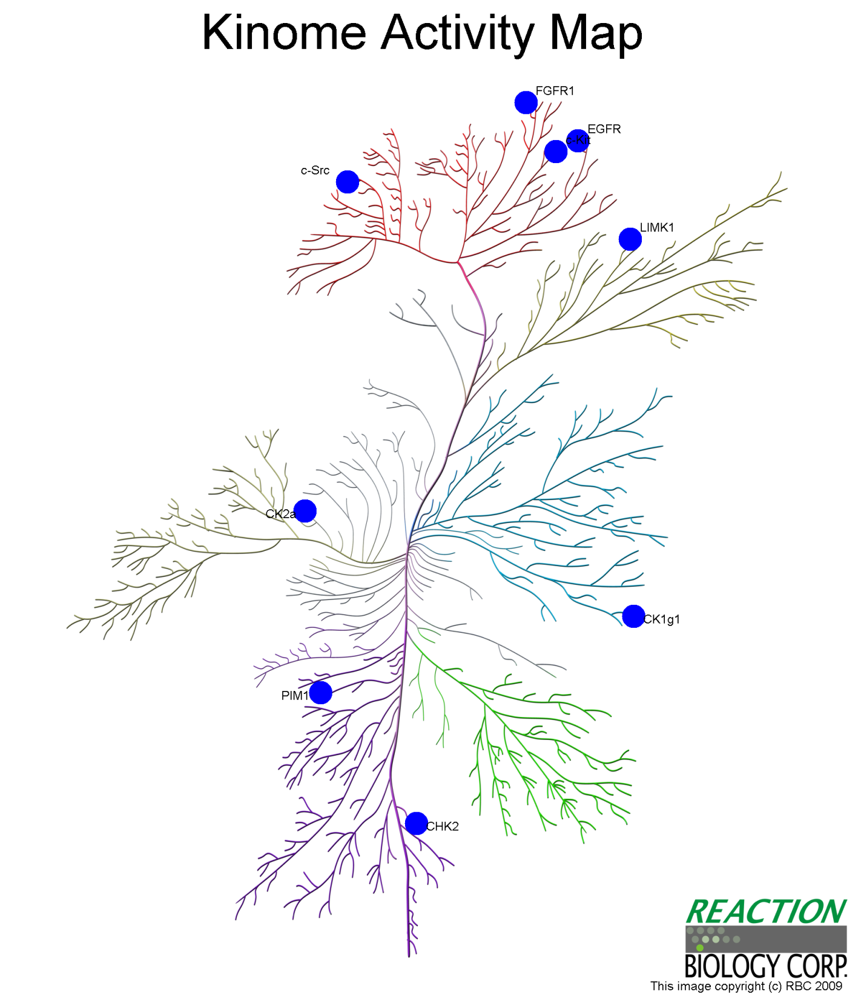 Kinome Activity Map
FGFR1
EGFR
c-Kit
c-Src
LIMK1
CK2a
CK1g1
PIM1
CHK2
REACTION
BIOLOGY CORP.
This image copyright (c) RBC 2009